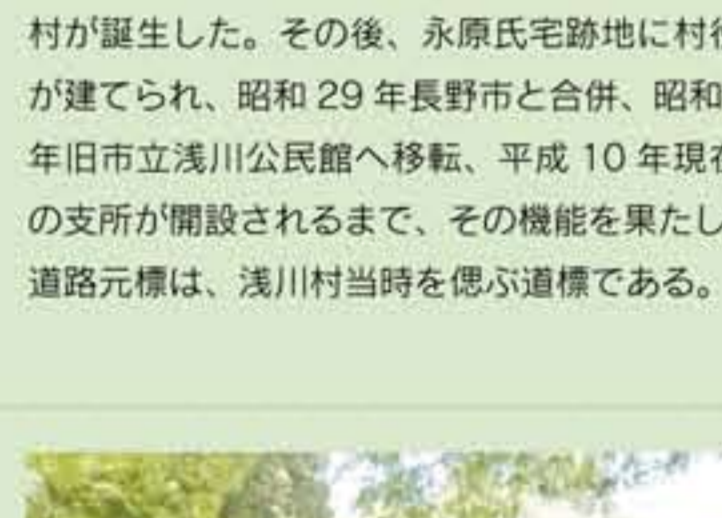 村が誕生した。その後、永原氏宅跡地に村役
が建てられ、昭和 29 年長野市と合併、昭和
年旧市立浅川公民館へ移転、平成 10 年現在
の支所が開設されるまで、その機能を果たし
道路元標は、浅川村当時を偲ぶ道標である。